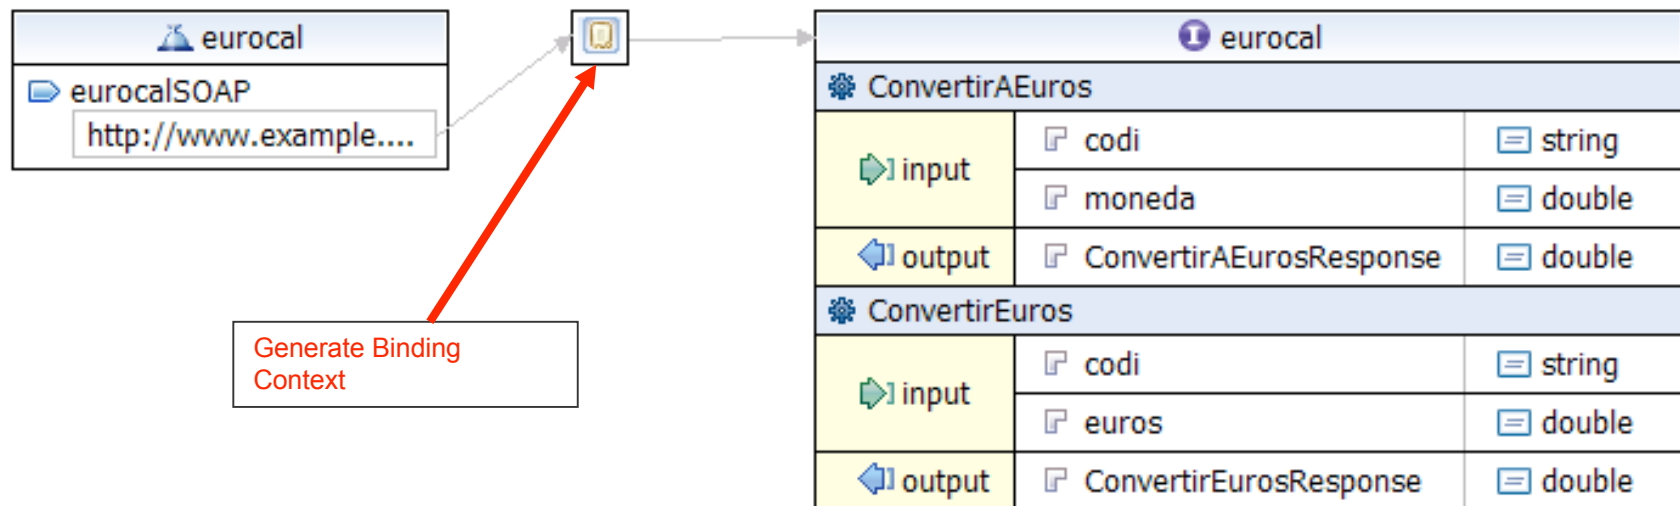 eurocal
eurocalSOAP
http://www.example....
Generate Binding
Context
eurocal
ConvertirAEuros
input
codi string
moneda double
output ConvertirAEurosResponse double
ConvertirEuros
input
codi string
euros double
output ConvertirEurosResponse double